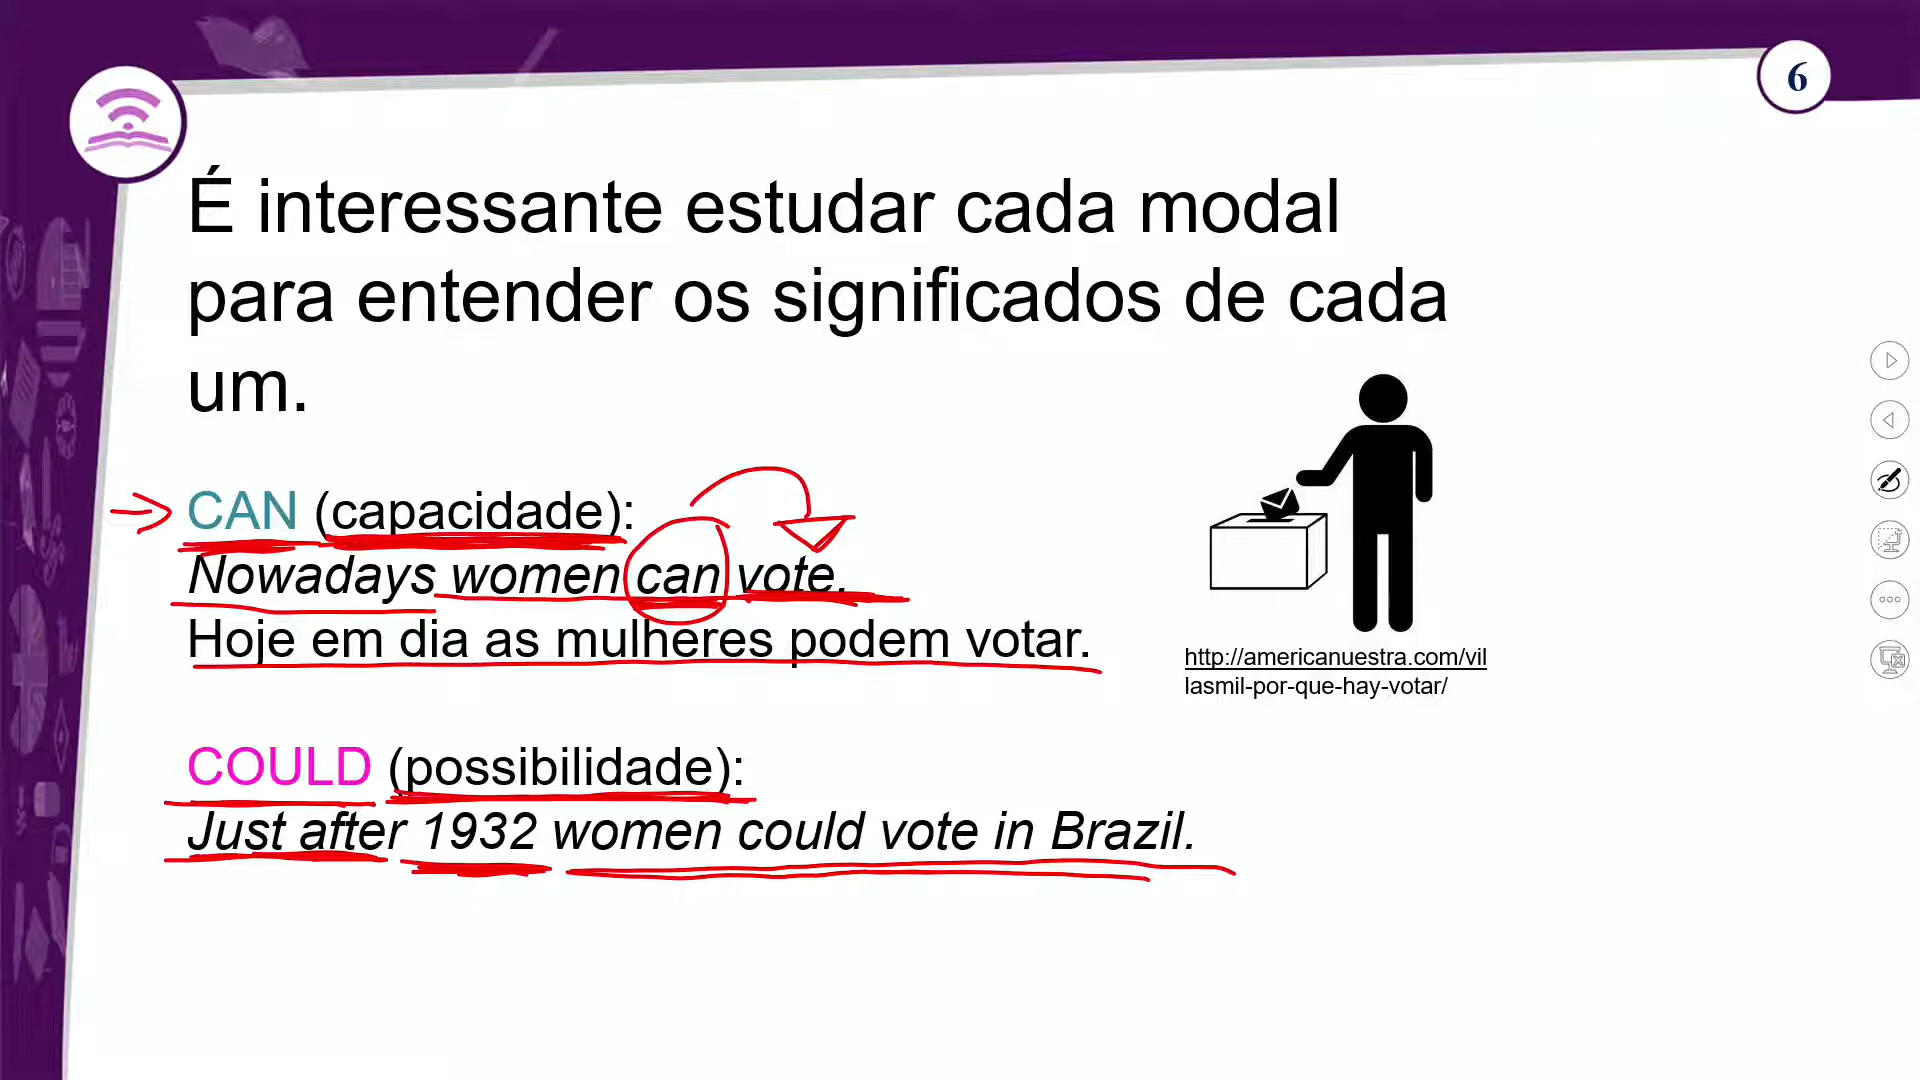 6
É interessante estudar cada modal
para entender os significados de cada
um.
CAN (capacidade):
Nowadays women can vote.
Hoje em dia as mulheres podem votar.
http://americanuestra.com/vil
lasmil-por-que-hay-votar/
COULD (possibilidade):
Just after 1932 women could vote in Brazil.